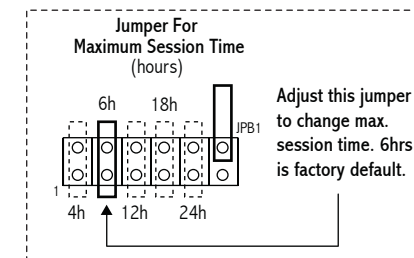 Jumper For
Maximum Session Time
(hours)
6h 18h
JPB1
1
4h 12h 24h
Adjust this jumper
to change max.
session time. 6hrs
is factory default.